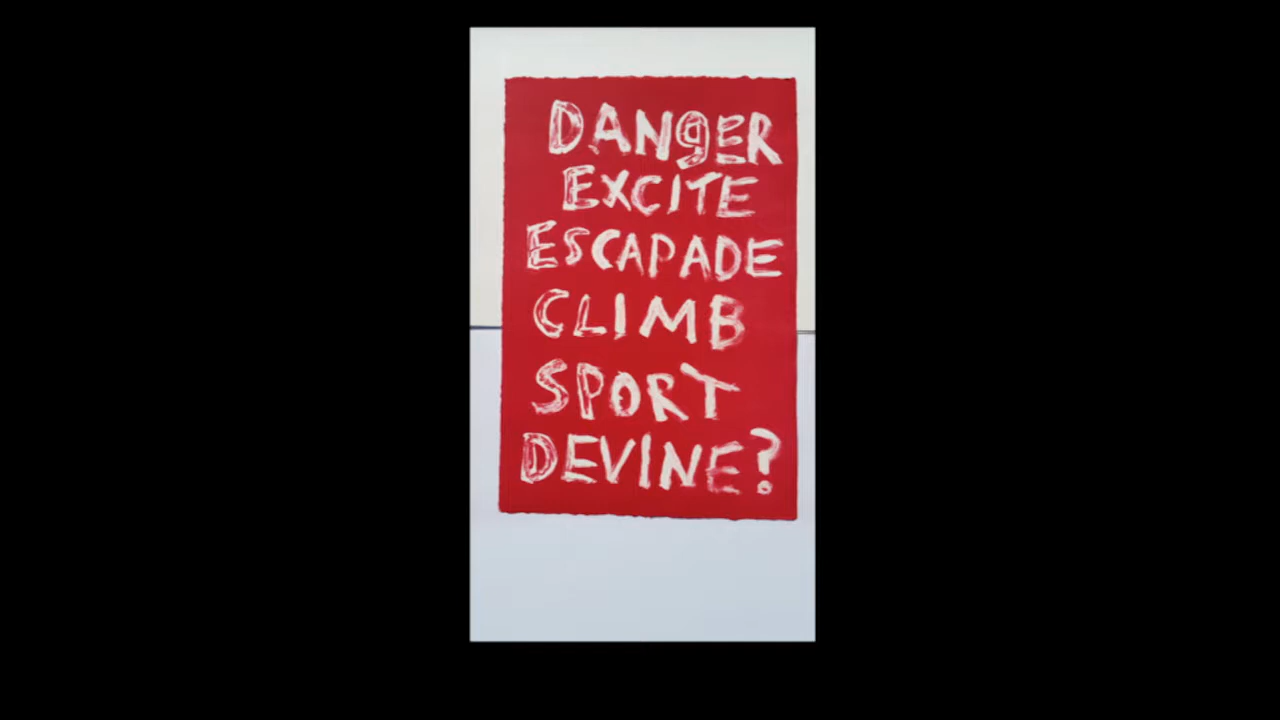 DANgER
EXCITE
ESCAPADE
CLIMB
SPORT
DEVINE?